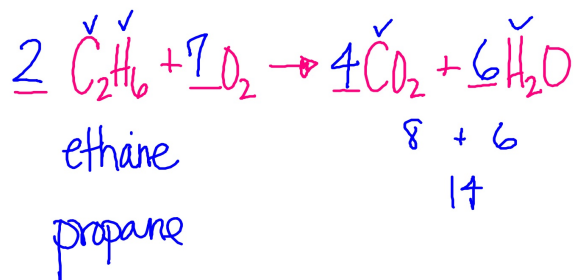 2 C₂H₆ + 7 O₂ → 4 CO₂ + 6 H₂O
8 + 6
ethane
14
propane